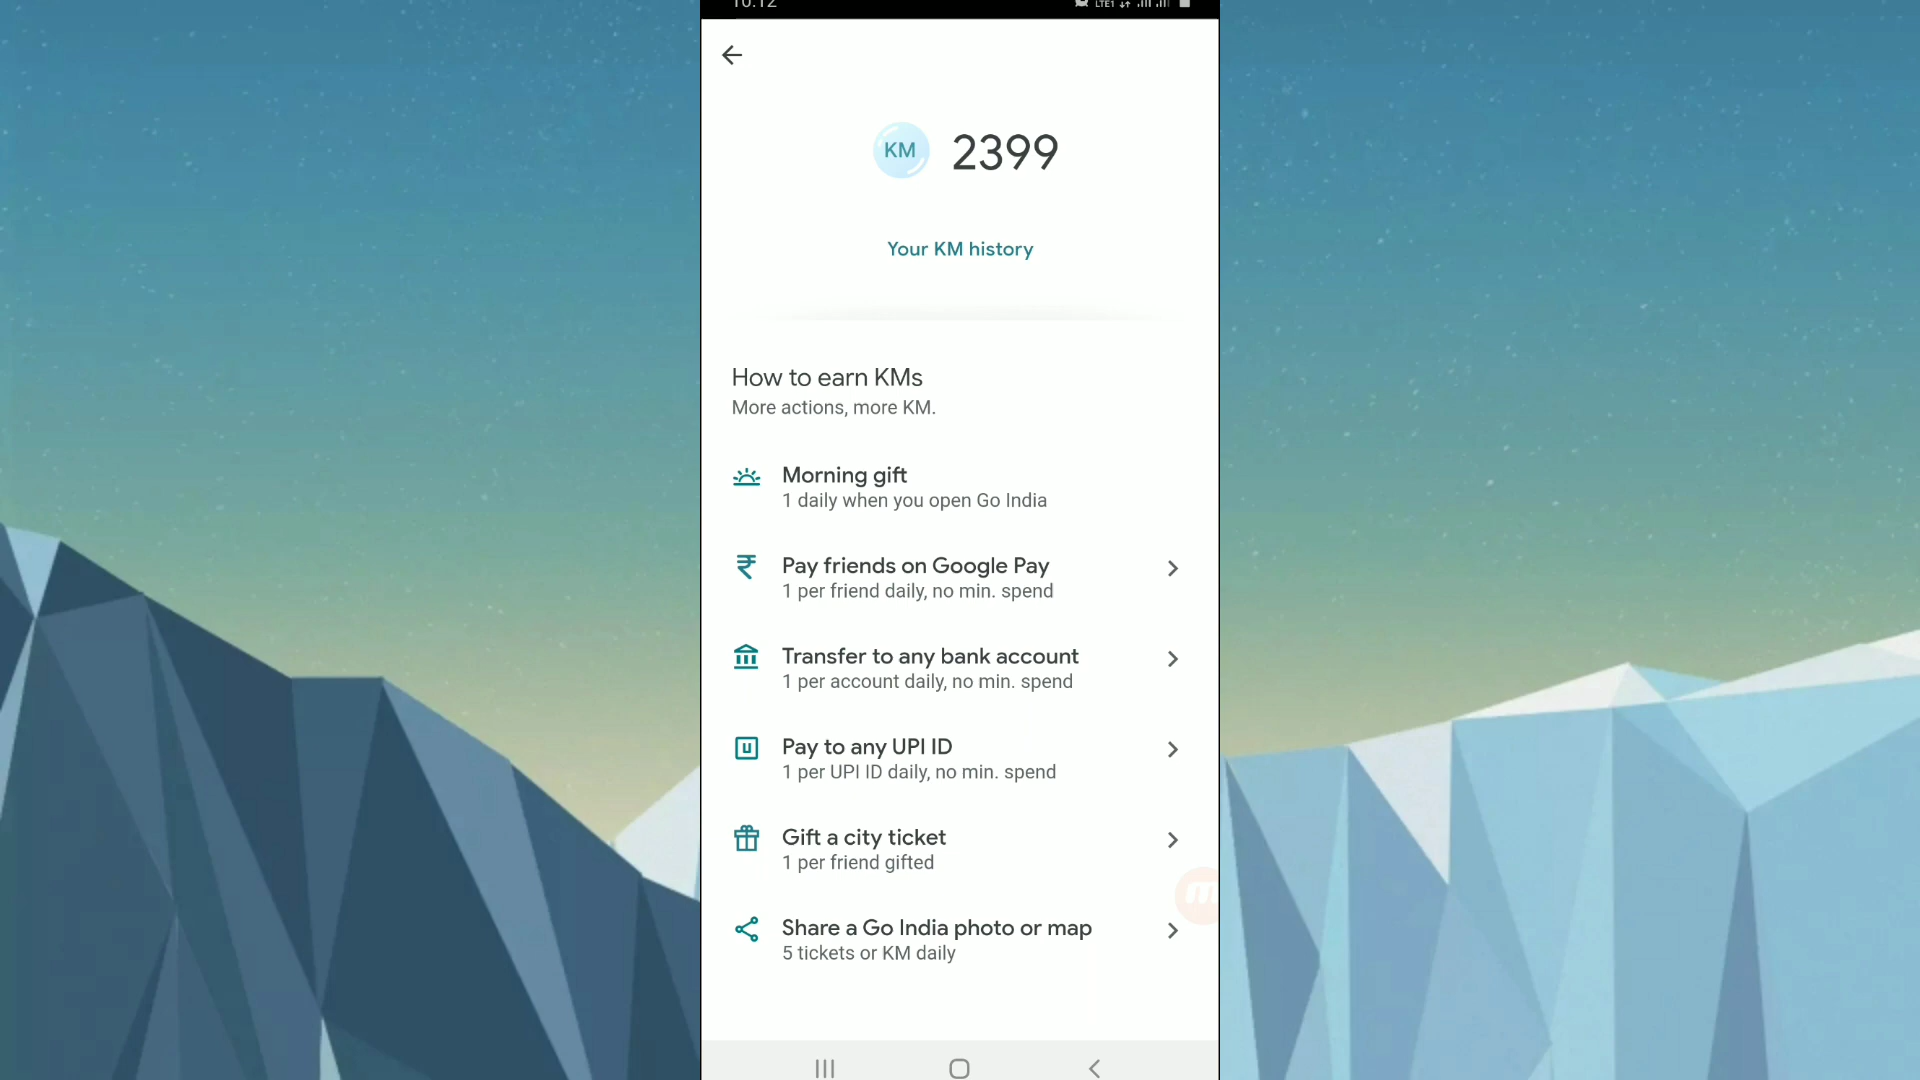 10:12
LTE1
KM 2399
Your KM history
How to earn KMs
More actions, more KM.
Morning gift
1 daily when you open Go India
Pay friends on Google Pay
1 per friend daily, no min. spend
Transfer to any bank account
1 per account daily, no min. spend
Pay to any UPI ID
1 per UPI ID daily, no min. spend
Gift a city ticket
1 per friend gifted
Share a Go India photo or map
5 tickets or KM daily